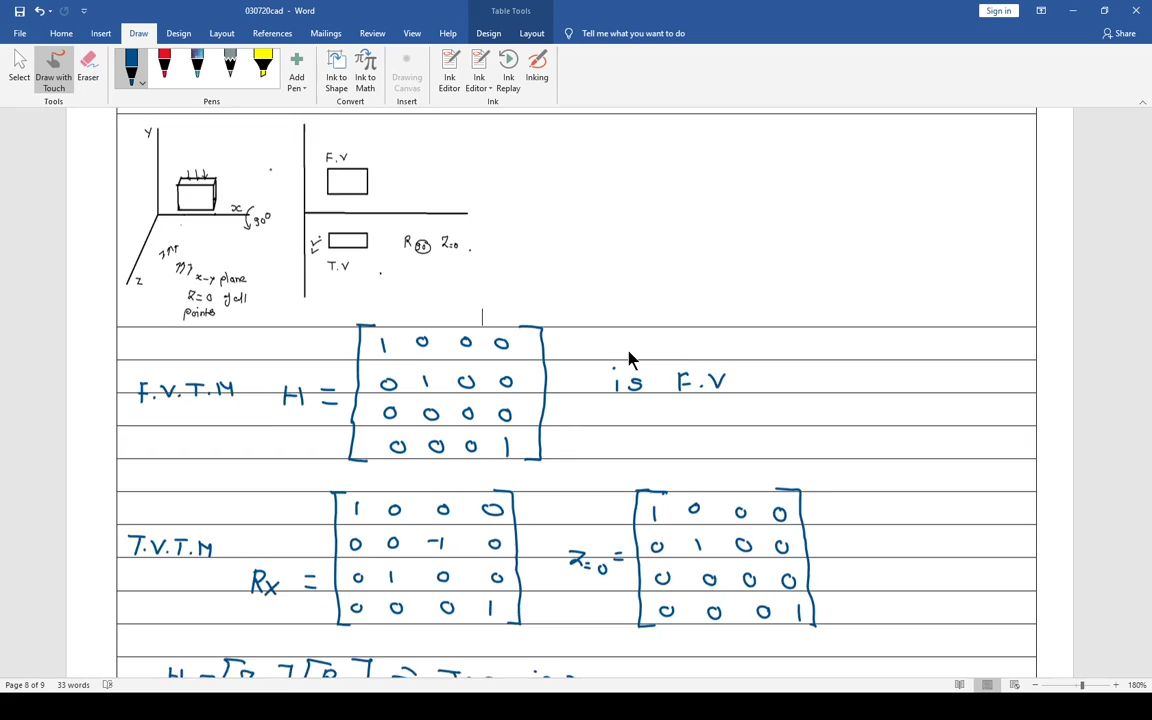 030720cad - Word
Table Tools
Sign in
File Home Insert Draw Design Layout References Mailings Review View Help Design Layout Tell me what you want to do Share
Select Draw with Touch Eraser Add Pen Ink to Shape Ink to Math Drawing Canvas Ink Editor Ink Editor Ink Replay Inking
Tools Pens Convert Insert Ink
Y
x
90°
z
x-y plane
Z=0 of all
points
F.V
T.V
R 90 Z=0
F.V.T.M H =
1 0 0 0
0 1 0 0
0 0 0 0
0 0 0 1
is F.V
T.V.T.M
Rx =
1 0 0 0
0 0 -1 0
0 1 0 0
0 0 0 1
Z=0 =
1 0 0 0
0 1 0 0
0 0 0 0
0 0 0 1
Page 8 of 9 33 words 180%